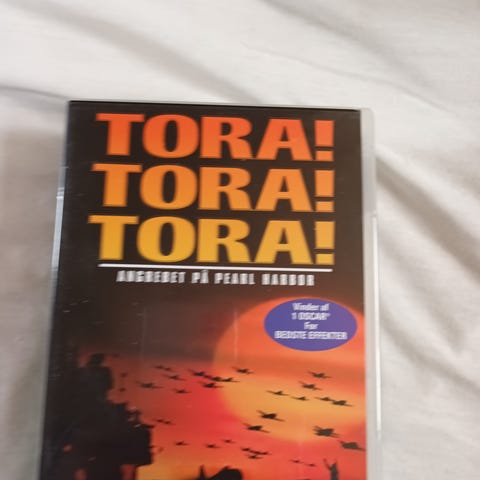 TORA!
TORA!
TORA!
ANGREBET PÅ PEARL HARBOR
Vinder af
1 OSCAR®
For
BEDSTE EFFEKTER